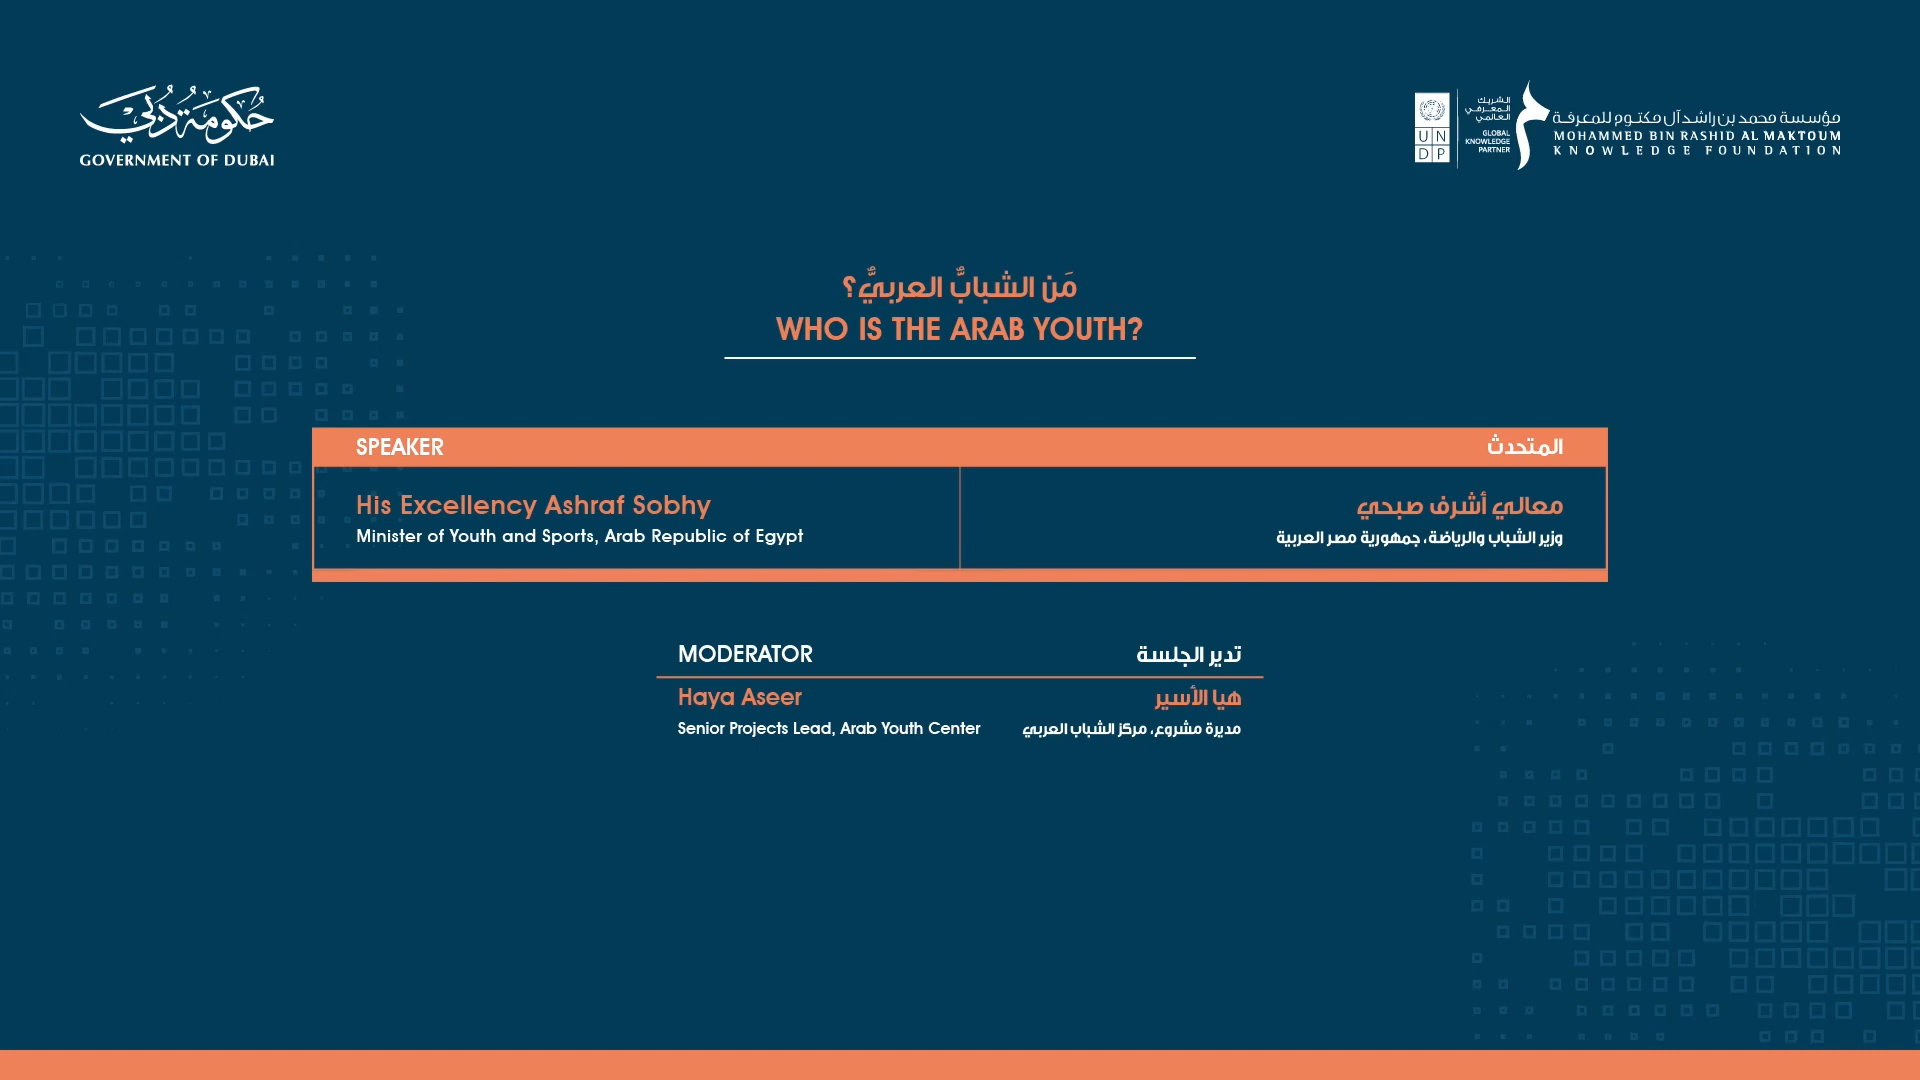 حكومة دبي
GOVERNMENT OF DUBAI
UN
DP
الشريك
المعرفي
العالمي
GLOBAL
KNOWLEDGE
PARTNER
مؤسسة محمد بن راشد آل مكتوم للمعرفة
MOHAMMED BIN RASHID AL MAKTOUM
KNOWLEDGE FOUNDATION
مَن الشبابُ العربيُّ؟
WHO IS THE ARAB YOUTH?
SPEAKER
المتحدث
His Excellency Ashraf Sobhy
Minister of Youth and Sports, Arab Republic of Egypt
معالي أشرف صبحي
وزير الشباب والرياضة، جمهورية مصر العربية
MODERATOR
تدير الجلسة
Haya Aseer
هيا الأسير
Senior Projects Lead, Arab Youth Center
مديرة مشروع، مركز الشباب العربي